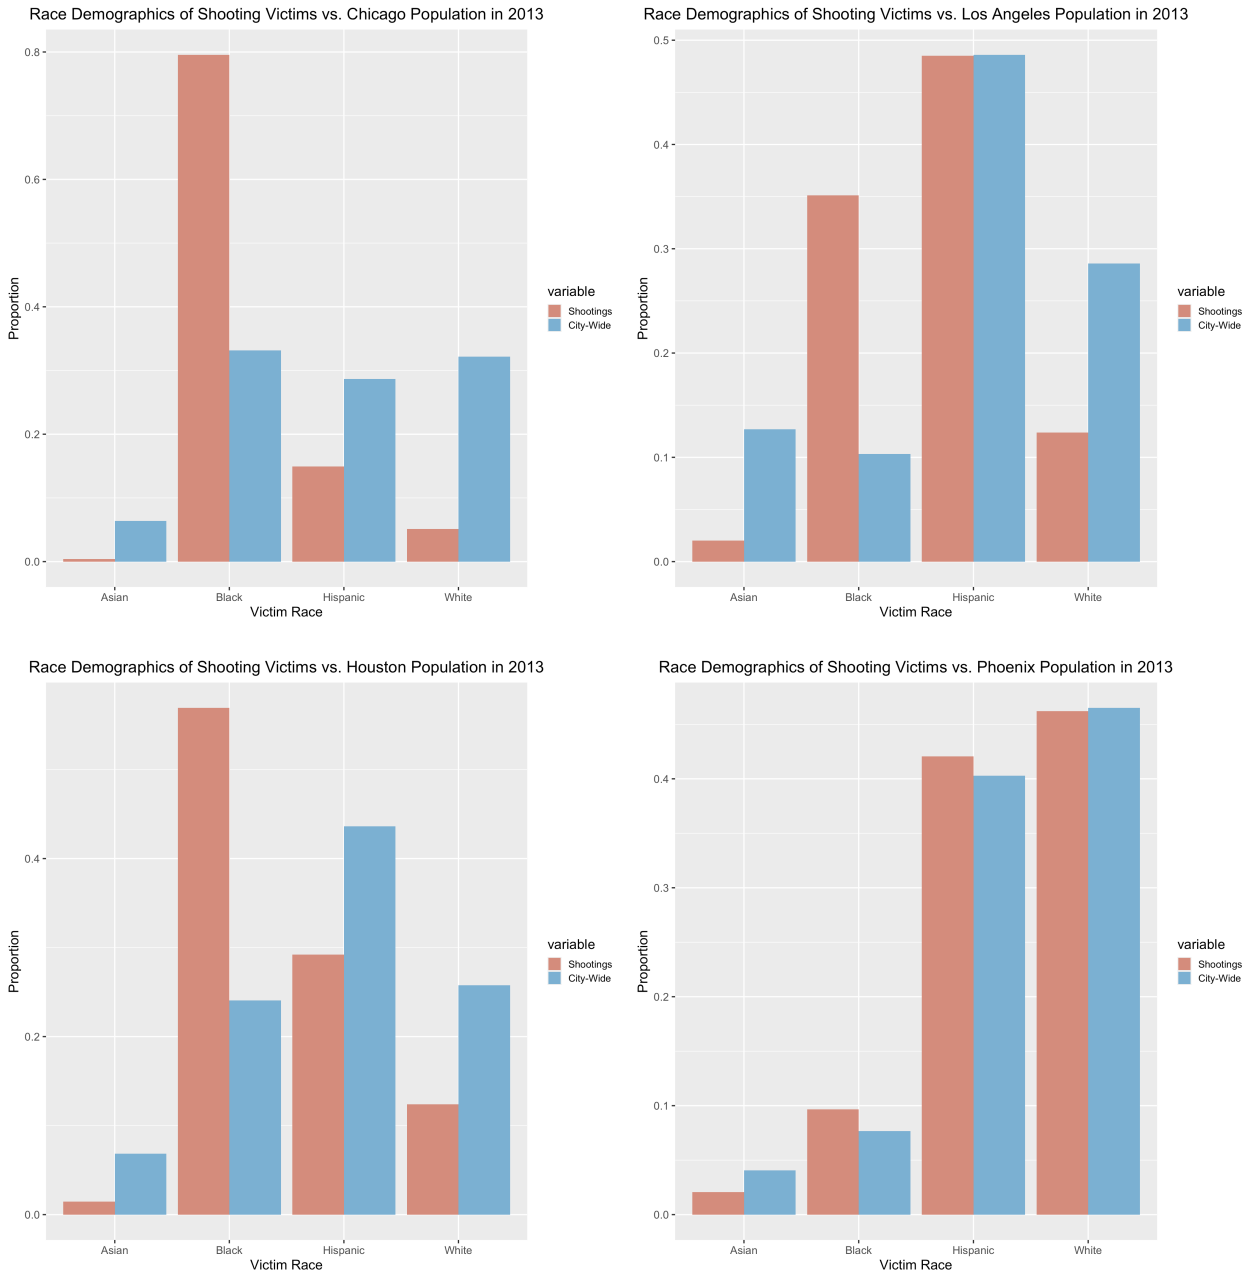 Race Demographics of Shooting Victims vs. Chicago Population in 2013
0.8
0.6
0.4
0.2
0.0
Proportion
Asian Black Hispanic White
Victim Race
variable
Shootings
City-Wide
Race Demographics of Shooting Victims vs. Los Angeles Population in 2013
0.5
0.4
0.3
0.2
0.1
0.0
Proportion
Asian Black Hispanic White
Victim Race
variable
Shootings
City-Wide
Race Demographics of Shooting Victims vs. Houston Population in 2013
0.4
0.2
0.0
Proportion
Asian Black Hispanic White
Victim Race
variable
Shootings
City-Wide
Race Demographics of Shooting Victims vs. Phoenix Population in 2013
0.4
0.3
0.2
0.1
0.0
Proportion
Asian Black Hispanic White
Victim Race
variable
Shootings
City-Wide